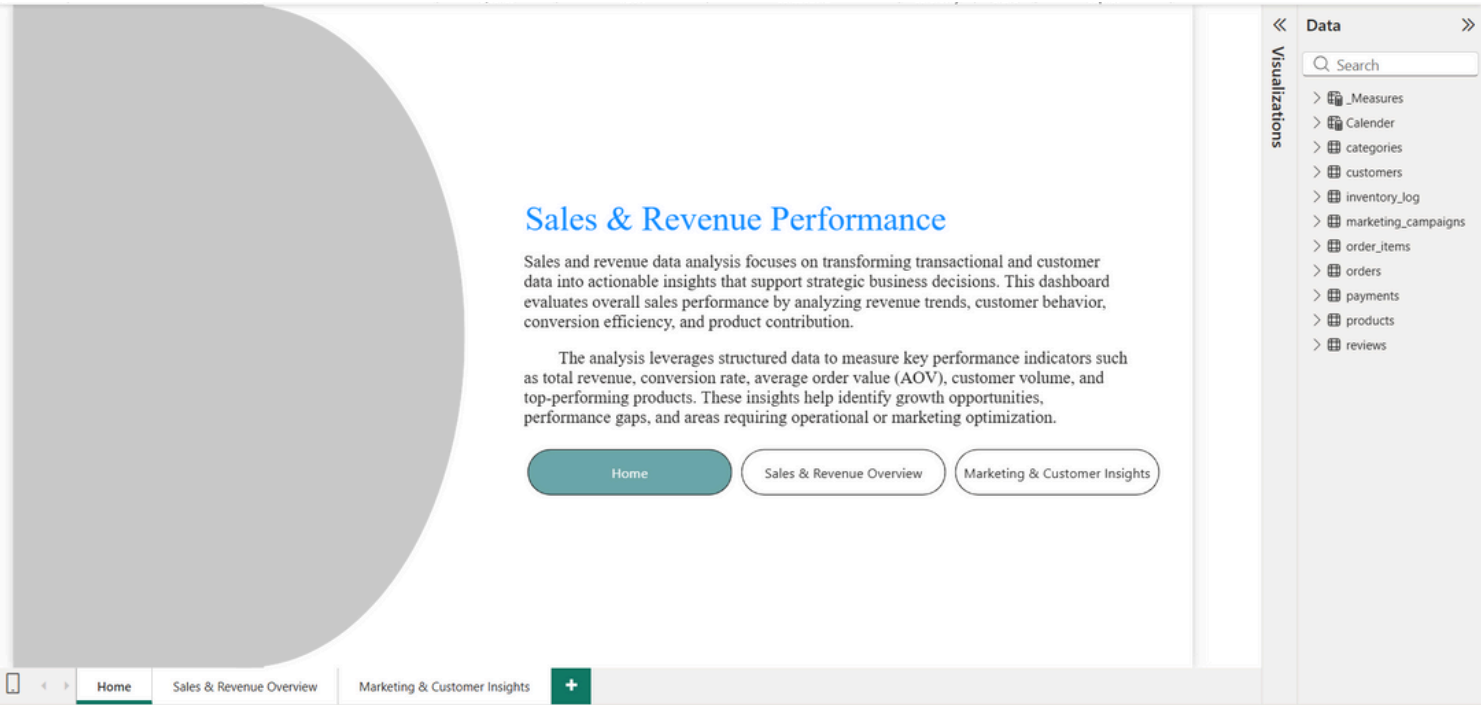 Sales & Revenue Performance
Sales and revenue data analysis focuses on transforming transactional and customer
data into actionable insights that support strategic business decisions. This dashboard
evaluates overall sales performance by analyzing revenue trends, customer behavior,
conversion efficiency, and product contribution.
The analysis leverages structured data to measure key performance indicators such
as total revenue, conversion rate, average order value (AOV), customer volume, and
top-performing products. These insights help identify growth opportunities,
performance gaps, and areas requiring operational or marketing optimization.
Home
Sales & Revenue Overview
Marketing & Customer Insights
Visualizations
Data
Search
_Measures
Calender
categories
customers
inventory_log
marketing_campaigns
order_items
orders
payments
products
reviews
Home
Sales & Revenue Overview
Marketing & Customer Insights
+